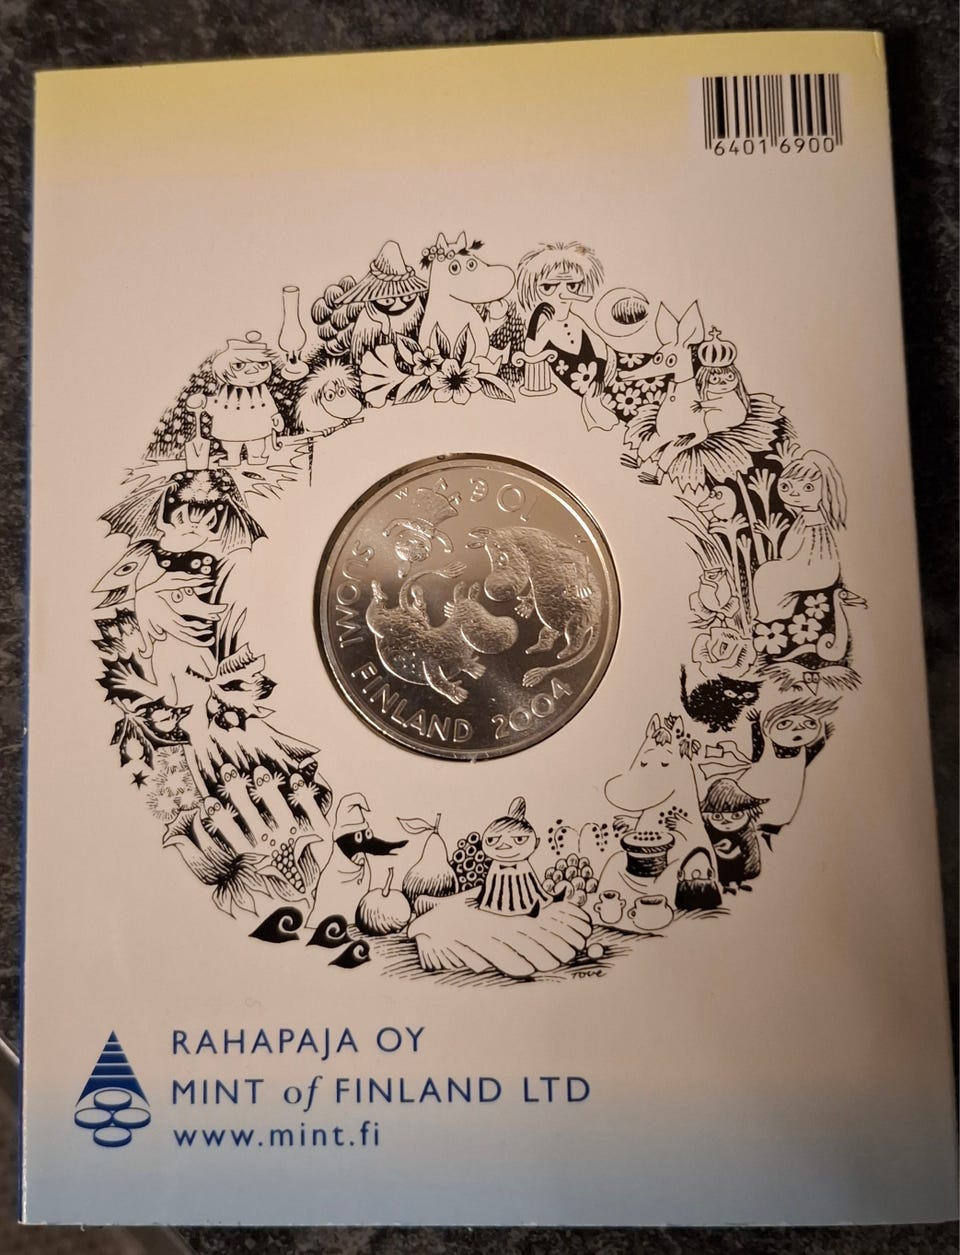 6401 6900
10 €
M
SUOMI FINLAND 2004
Tove
RAHAPAJA OY
MINT of FINLAND LTD
www.mint.fi